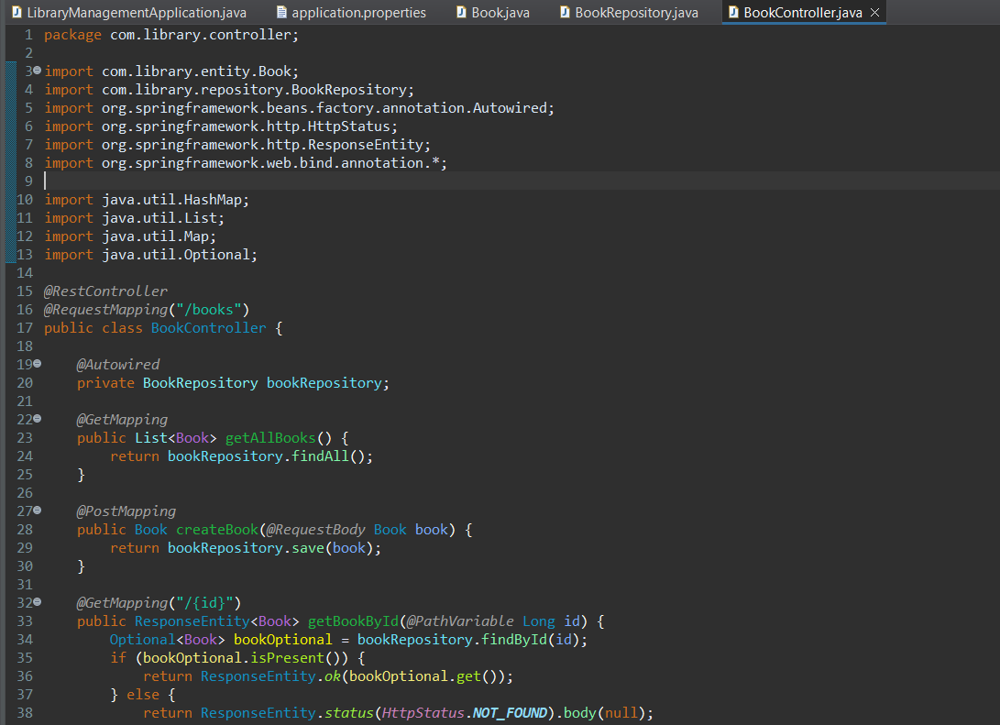 LibraryManagementApplication.java application.properties Book.java BookRepository.java BookController.java
1 package com.library.controller;
2
3 import com.library.entity.Book;
4 import com.library.repository.BookRepository;
5 import org.springframework.beans.factory.annotation.Autowired;
6 import org.springframework.http.HttpStatus;
7 import org.springframework.http.ResponseEntity;
8 import org.springframework.web.bind.annotation.*;
9
10 import java.util.HashMap;
11 import java.util.List;
12 import java.util.Map;
13 import java.util.Optional;
14
15 @RestController
16 @RequestMapping("/books")
17 public class BookController {
18
19     @Autowired
20     private BookRepository bookRepository;
21
22     @GetMapping
23     public List<Book> getAllBooks() {
24         return bookRepository.findAll();
25     }
26
27     @PostMapping
28     public Book createBook(@RequestBody Book book) {
29         return bookRepository.save(book);
30     }
31
32     @GetMapping("/{id}")
33     public ResponseEntity<Book> getBookById(@PathVariable Long id) {
34         Optional<Book> bookOptional = bookRepository.findById(id);
35         if (bookOptional.isPresent()) {
36             return ResponseEntity.ok(bookOptional.get());
37         } else {
38             return ResponseEntity.status(HttpStatus.NOT_FOUND).body(null);